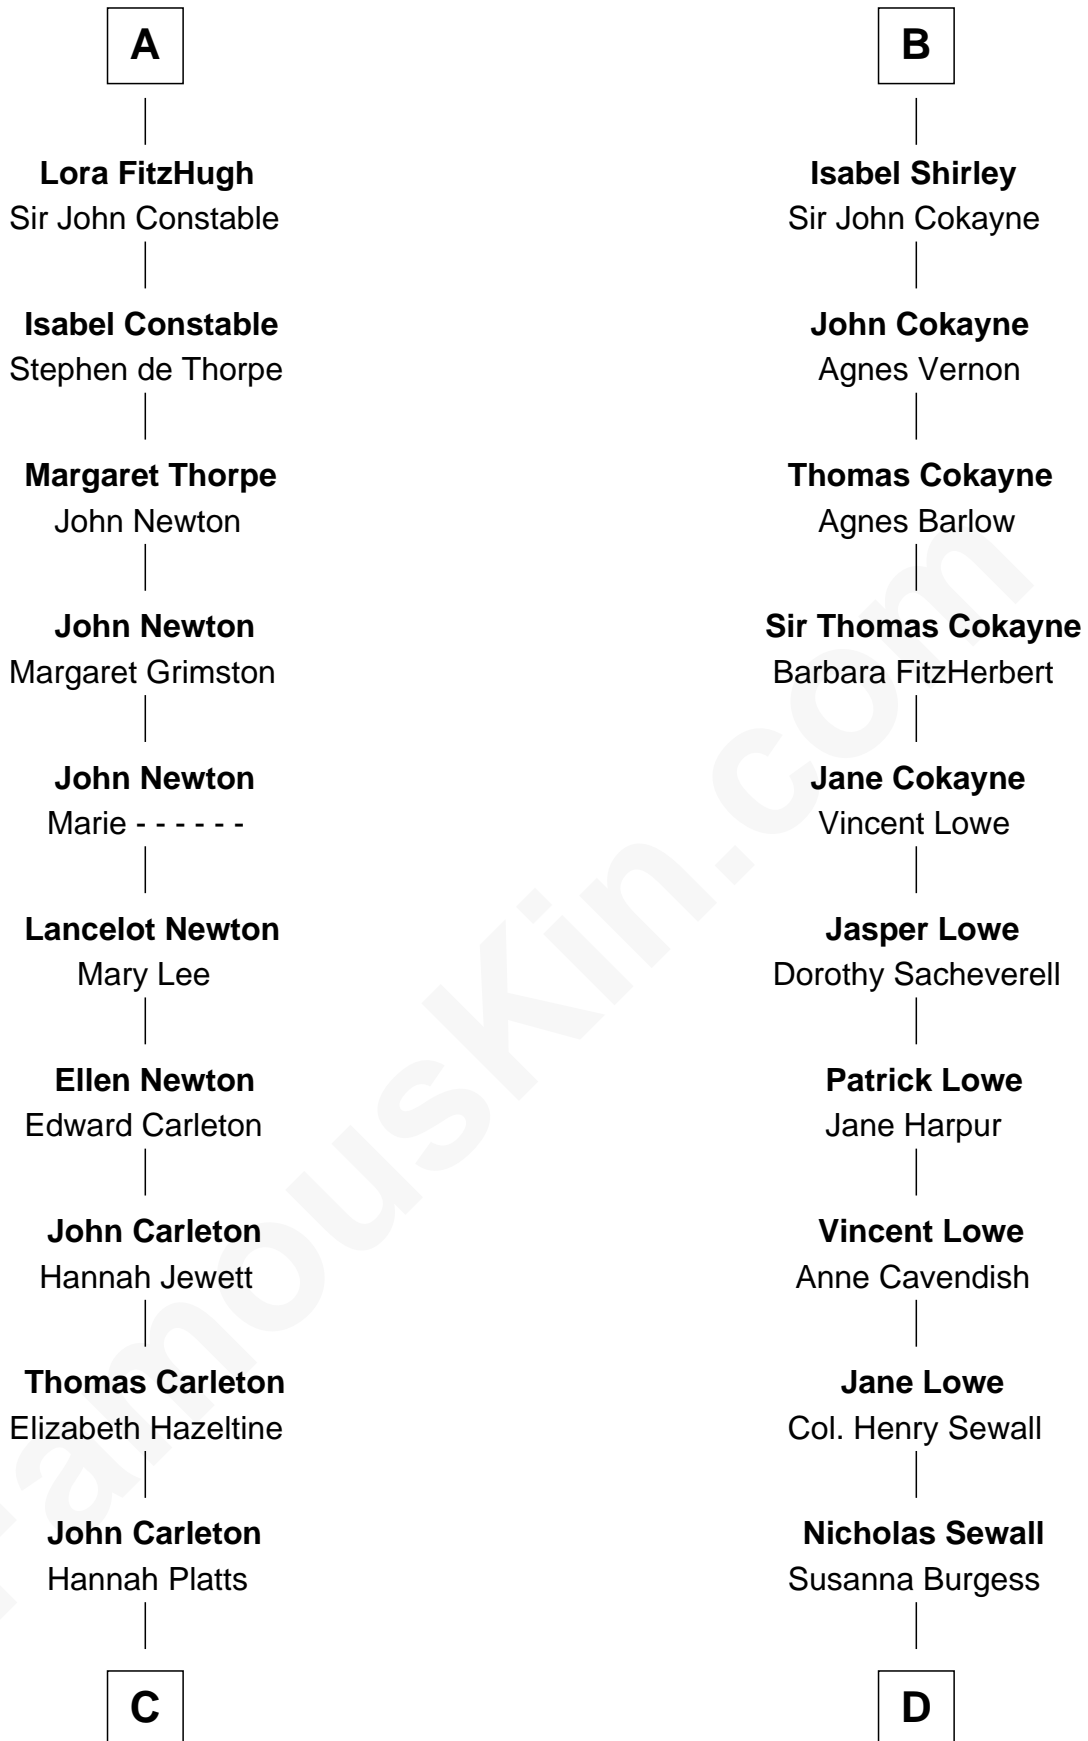 A
Lora FitzHugh
Sir John Constable
Isabel Constable
Stephen de Thorpe
Margaret Thorpe
John Newton
John Newton
Margaret Grimston
John Newton
Marie - - - - - -
Lancelot Newton
Mary Lee
Ellen Newton
Edward Carleton
John Carleton
Hannah Jewett
Thomas Carleton
Elizabeth Hazeltine
John Carleton
Hannah Platts
C
B
Isabel Shirley
Sir John Cokayne
John Cokayne
Agnes Vernon
Thomas Cokayne
Agnes Barlow
Sir Thomas Cokayne
Barbara FitzHerbert
Jane Cokayne
Vincent Lowe
Jasper Lowe
Dorothy Sacheverell
Patrick Lowe
Jane Harpur
Vincent Lowe
Anne Cavendish
Jane Lowe
Col. Henry Sewall
Nicholas Sewall
Susanna Burgess
D
FamousKin.com